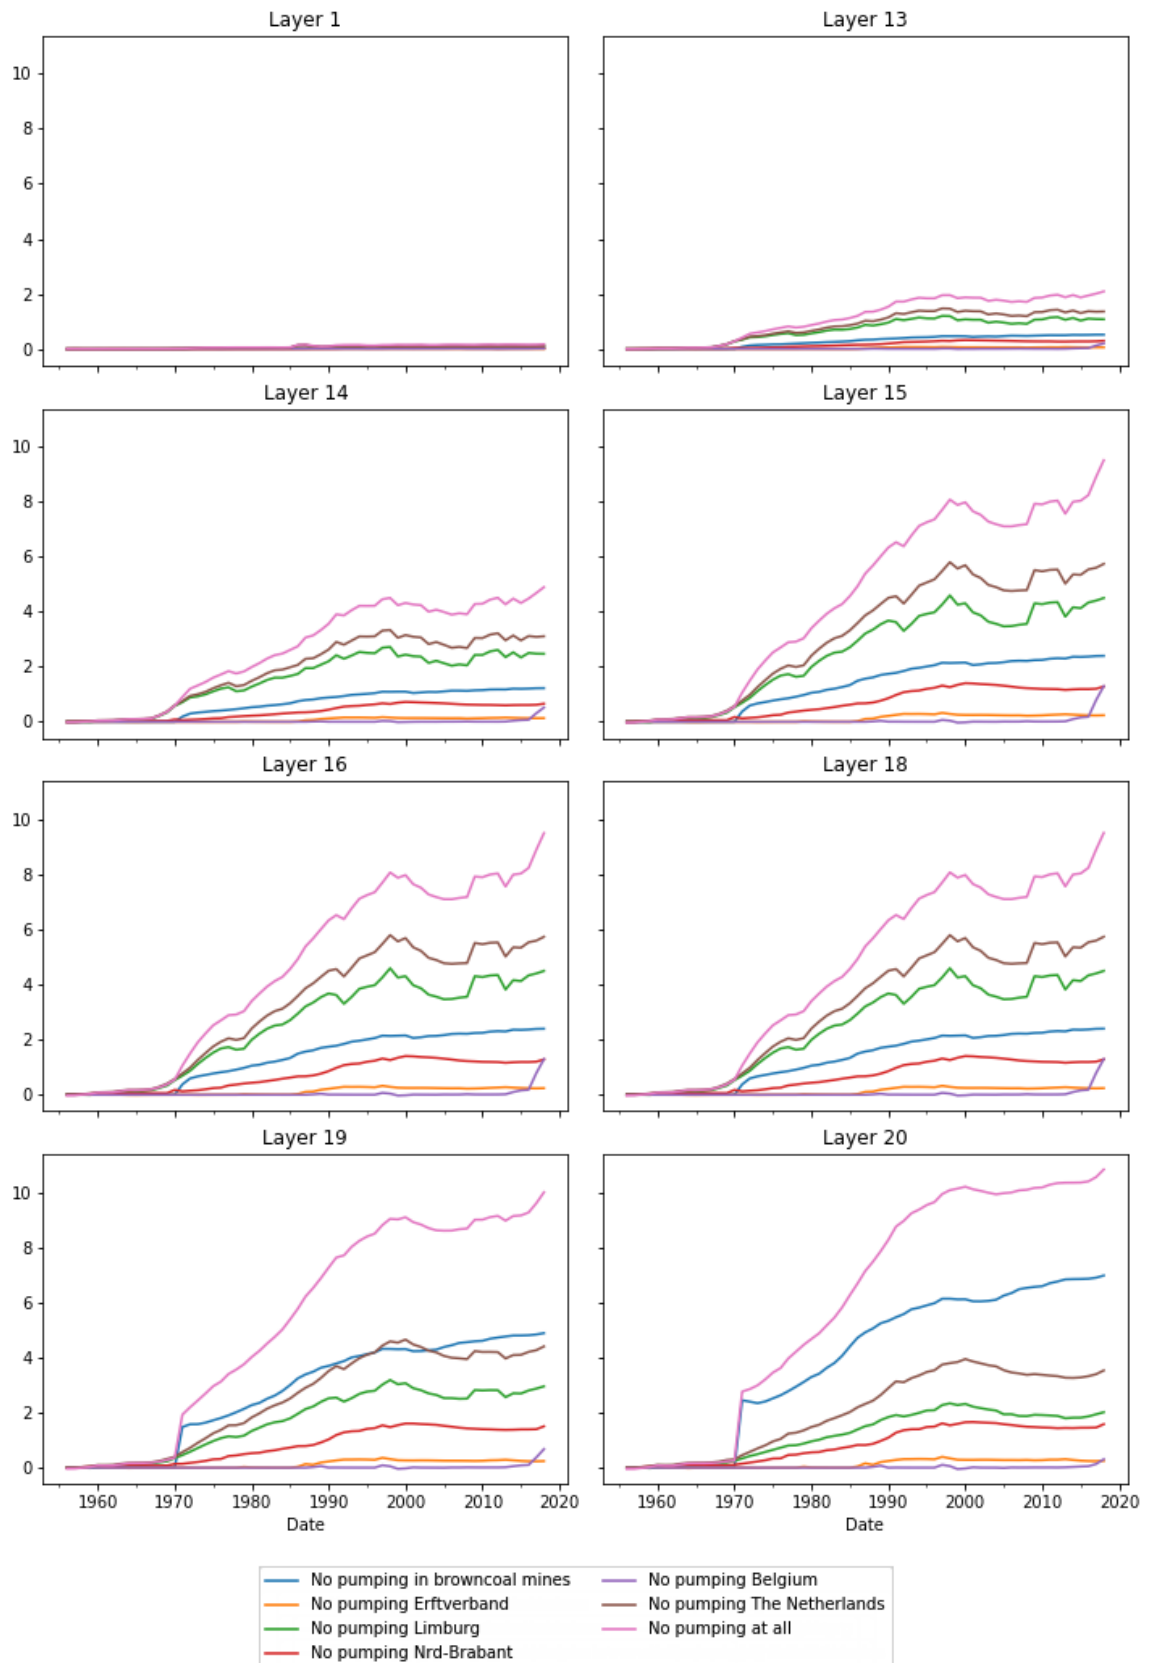 Layer 1
Layer 13
10
8
6
4
2
0
Layer 14
Layer 15
10
8
6
4
2
0
Layer 16
Layer 18
10
8
6
4
2
0
Layer 19
Layer 20
10
8
6
4
2
0
1960 1970 1980 1990 2000 2010 2020
1960 1970 1980 1990 2000 2010 2020
Date
Date
No pumping in browncoal mines
No pumping Erftverband
No pumping Limburg
No pumping Nrd-Brabant
No pumping Belgium
No pumping The Netherlands
No pumping at all